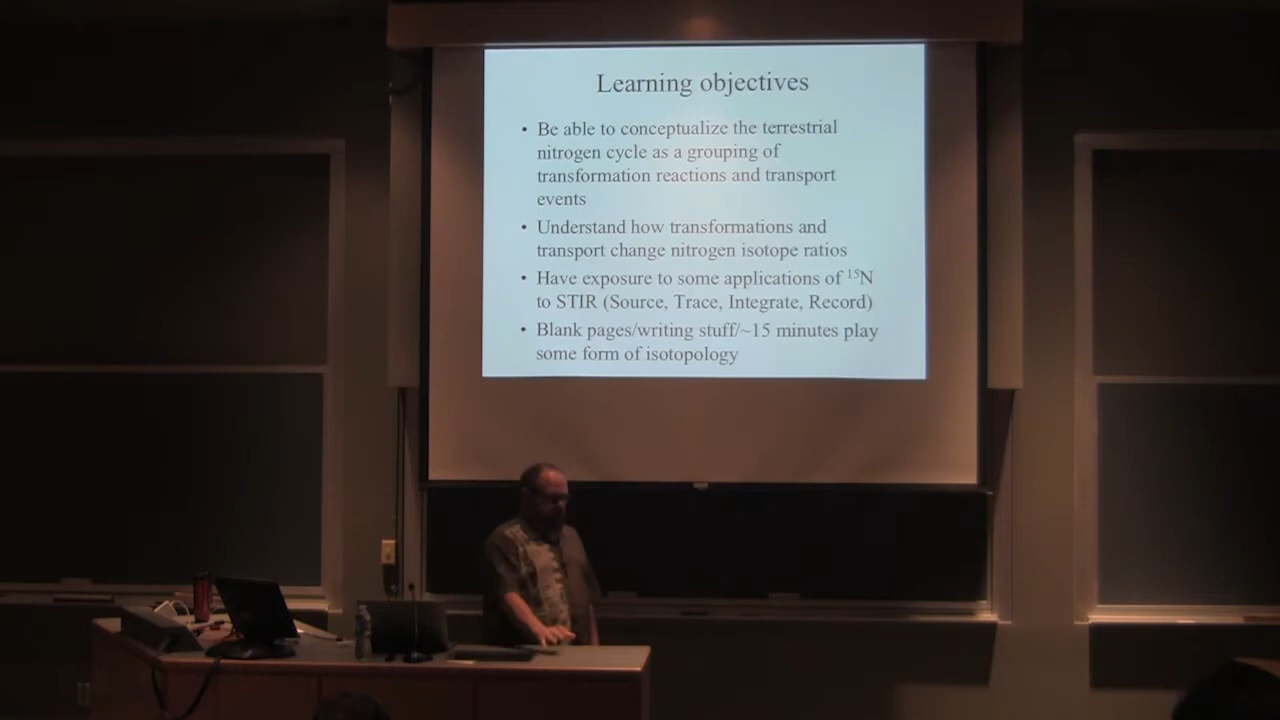 Learning objectives
• Be able to conceptualize the terrestrial
nitrogen cycle as a grouping of
transformation reactions and transport
events
• Understand how transformations and
transport change nitrogen isotope ratios
• Have exposure to some applications of ¹⁵N
to STIR (Source, Trace, Integrate, Record)
• Blank pages/writing stuff/~15 minutes play
some form of isotopology